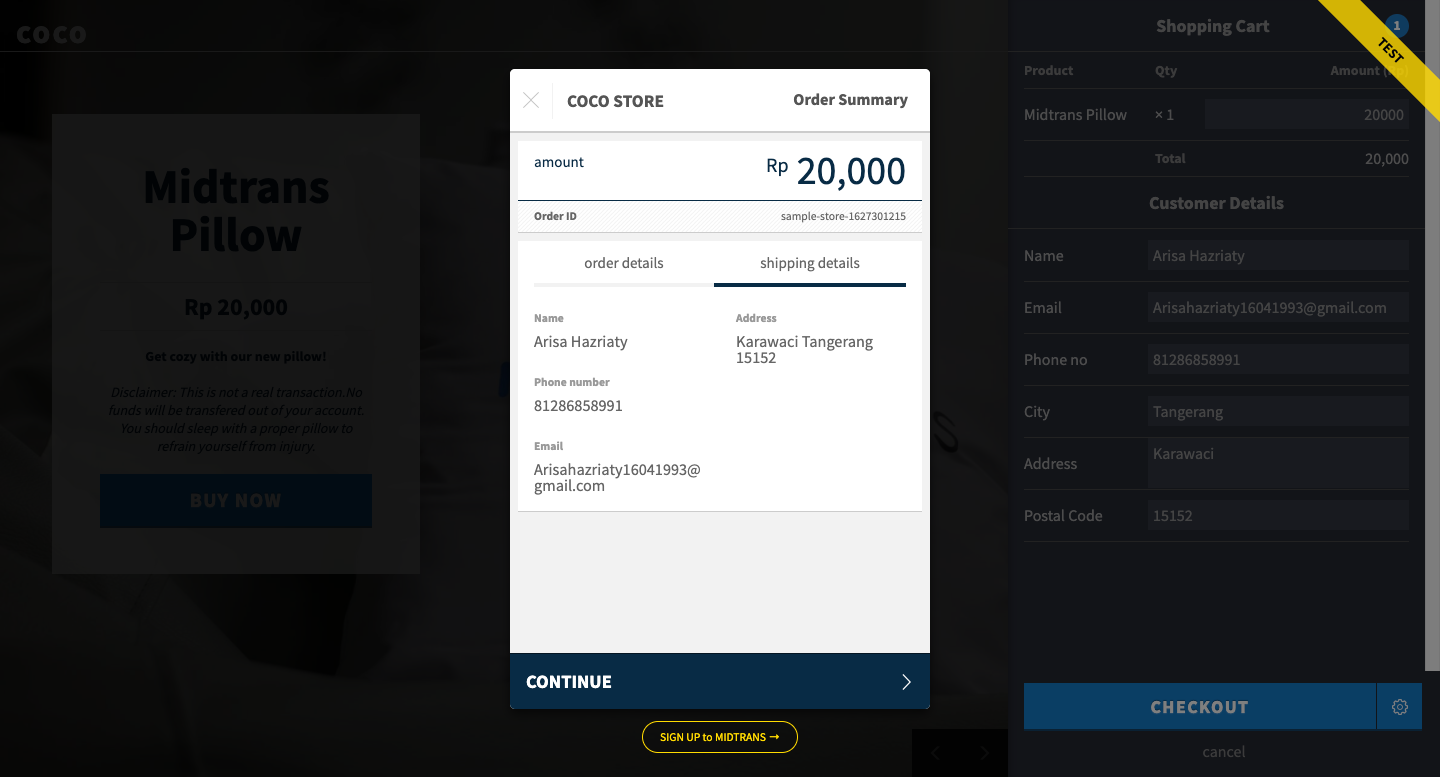 COCO
Midtrans
Pillow
Rp 20,000
Get cozy with our new pillow!
Disclaimer: This is not a real transaction.No
funds will be transfered out of your account.
You should sleep with a proper pillow to
refrain yourself from injury.
BUY NOW
COCO STORE
Order Summary
amount
Rp 20,000
Order ID
sample-store-1627301215
order details
shipping details
Name
Arisa Hazriaty
Address
Karawaci Tangerang
15152
Phone number
81286858991
Email
Arisahazriaty16041993@
gmail.com
CONTINUE
SIGN UP to MIDTRANS →
Shopping Cart
1
TEST
Product Qty Amount (Rp)
Midtrans Pillow × 1 20000
Total 20,000
Customer Details
Name Arisa Hazriaty
Email Arisahazriaty16041993@gmail.com
Phone no 81286858991
City Tangerang
Address Karawaci
Postal Code 15152
CHECKOUT
cancel